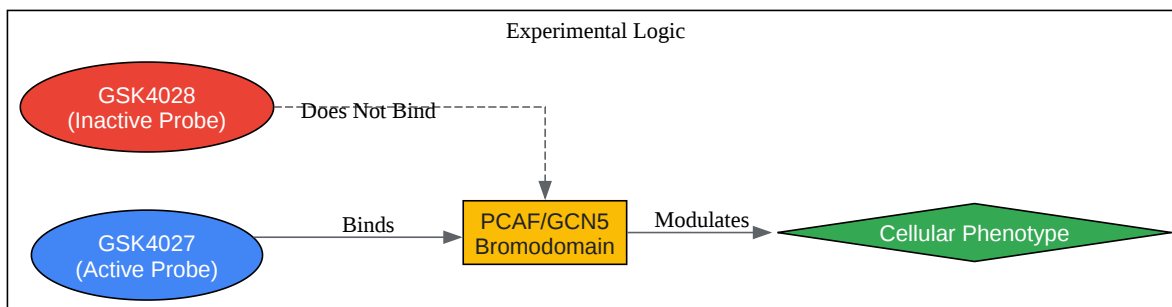 Experimental Logic
GSK4028
(Inactive Probe)
Does Not Bind
GSK4027
(Active Probe)
Binds
PCAF/GCN5
Bromodomain
Modulates
Cellular Phenotype